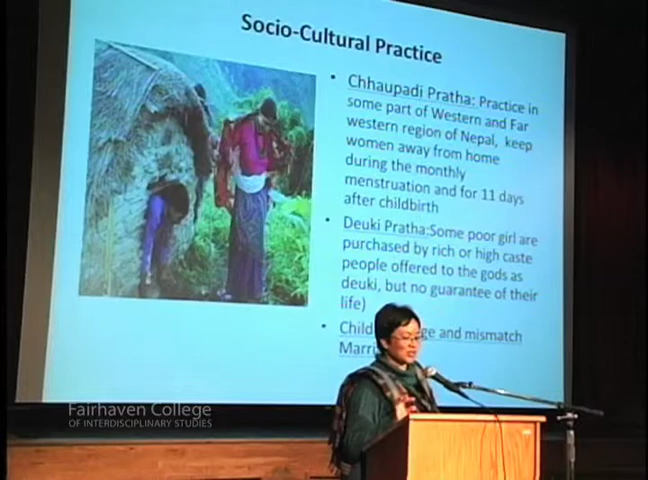 Socio-Cultural Practice
• Chhaupadi Pratha: Practice in
some part of Western and Far
western region of Nepal, keep
women away from home
during the monthly
menstruation and for 11 days
after childbirth
• Deuki Pratha:Some poor girl are
purchased by rich or high caste
people offered to the gods as
deuki, but no guarantee of their
life)
• Child ge and mismatch
Marri
Fairhaven College
OF INTERDISCIPLINARY STUDIES